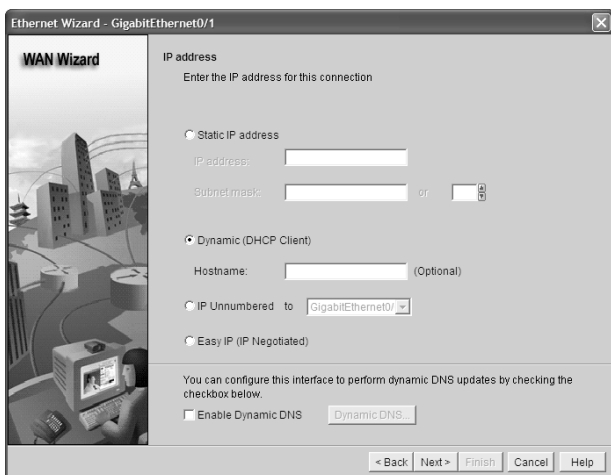 Ethernet Wizard - GigabitEthernet0/1
WAN Wizard
IP address
Enter the IP address for this connection
Static IP address
IP address:
Subnet mask:
or
Dynamic (DHCP Client)
Hostname:
(Optional)
IP Unnumbered to GigabitEthernet0/
Easy IP (IP Negotiated)
You can configure this interface to perform dynamic DNS updates by checking the
checkbox below.
Enable Dynamic DNS
Dynamic DNS...
< Back Next > Finish Cancel Help